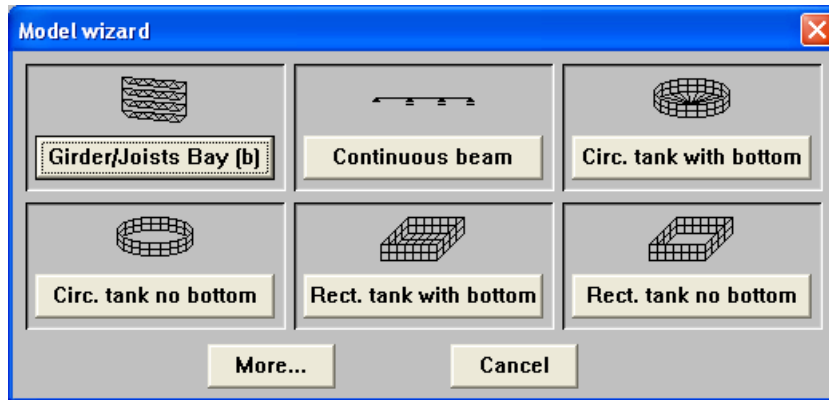 Model wizard
Girder/Joists Bay (b)
Continuous beam
Circ. tank with bottom
Circ. tank no bottom
Rect. tank with bottom
Rect. tank no bottom
More...
Cancel